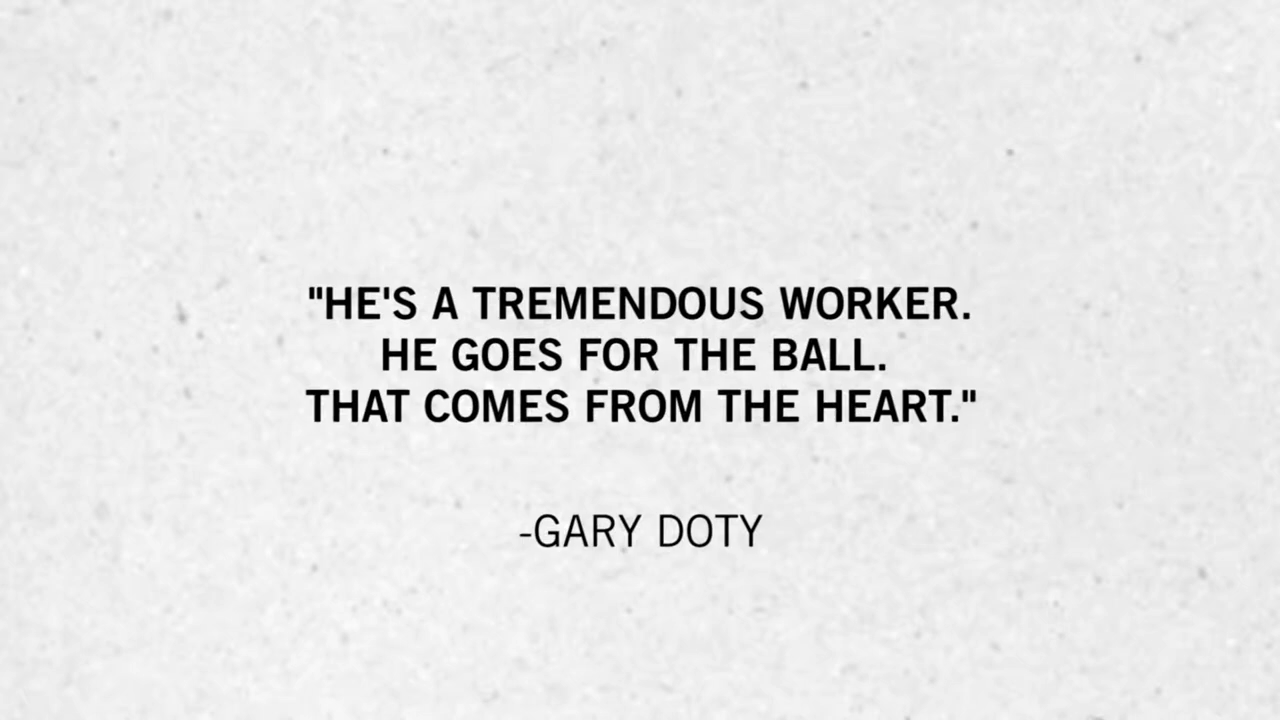 "HE'S A TREMENDOUS WORKER.
HE GOES FOR THE BALL.
THAT COMES FROM THE HEART."
-GARY DOTY